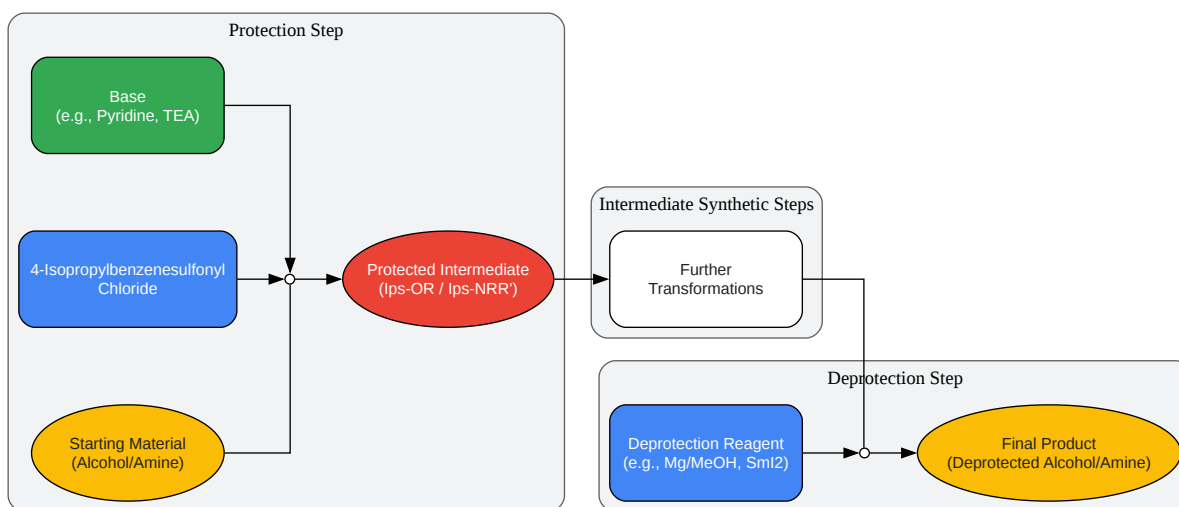 Protection Step
Base
(e.g., Pyridine, TEA)
4-Isopropylbenzenesulfonyl
Chloride
Starting Material
(Alcohol/Amine)
Protected Intermediate
(Ips-OR / Ips-NRR')
Intermediate Synthetic Steps
Further
Transformations
Deprotection Step
Deprotection Reagent
(e.g., Mg/MeOH, SmI2)
Final Product
(Deprotected Alcohol/Amine)